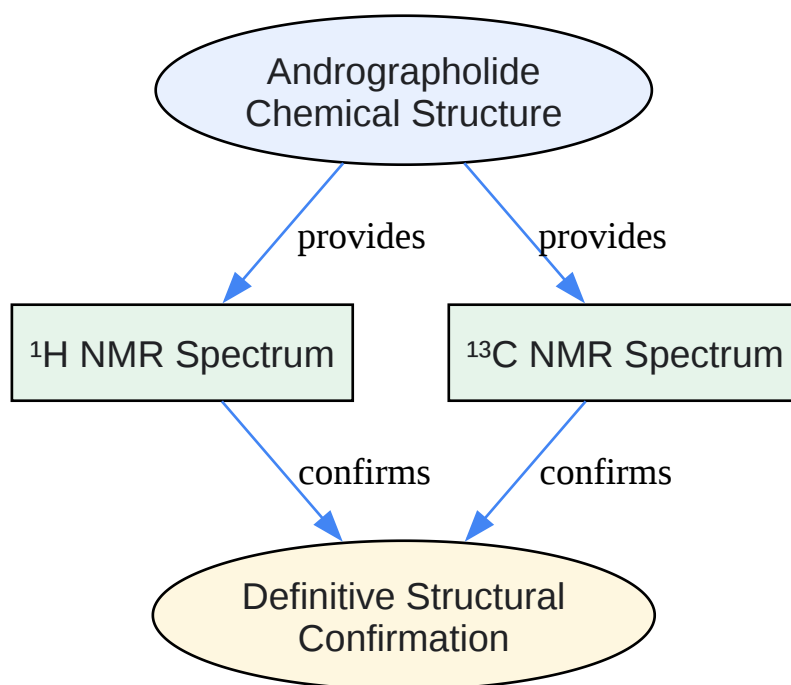 Andrographolide
Chemical Structure
provides
provides
¹H NMR Spectrum
¹³C NMR Spectrum
confirms
confirms
Definitive Structural
Confirmation